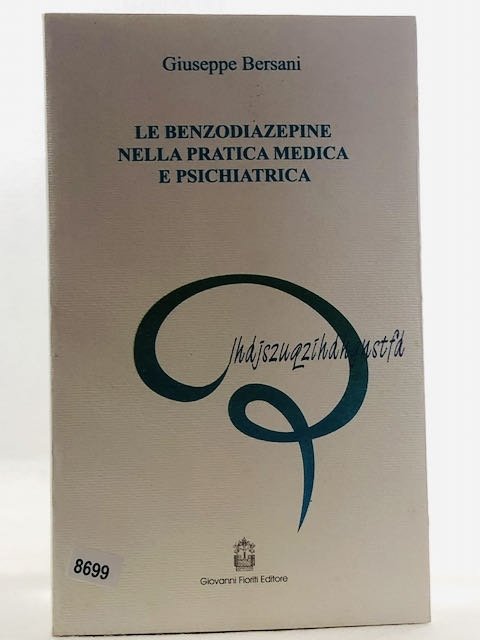 Giuseppe Bersani
LE BENZODIAZEPINE
NELLA PRATICA MEDICA
E PSICHIATRICA
8699
Giovanni Fioriti Editore